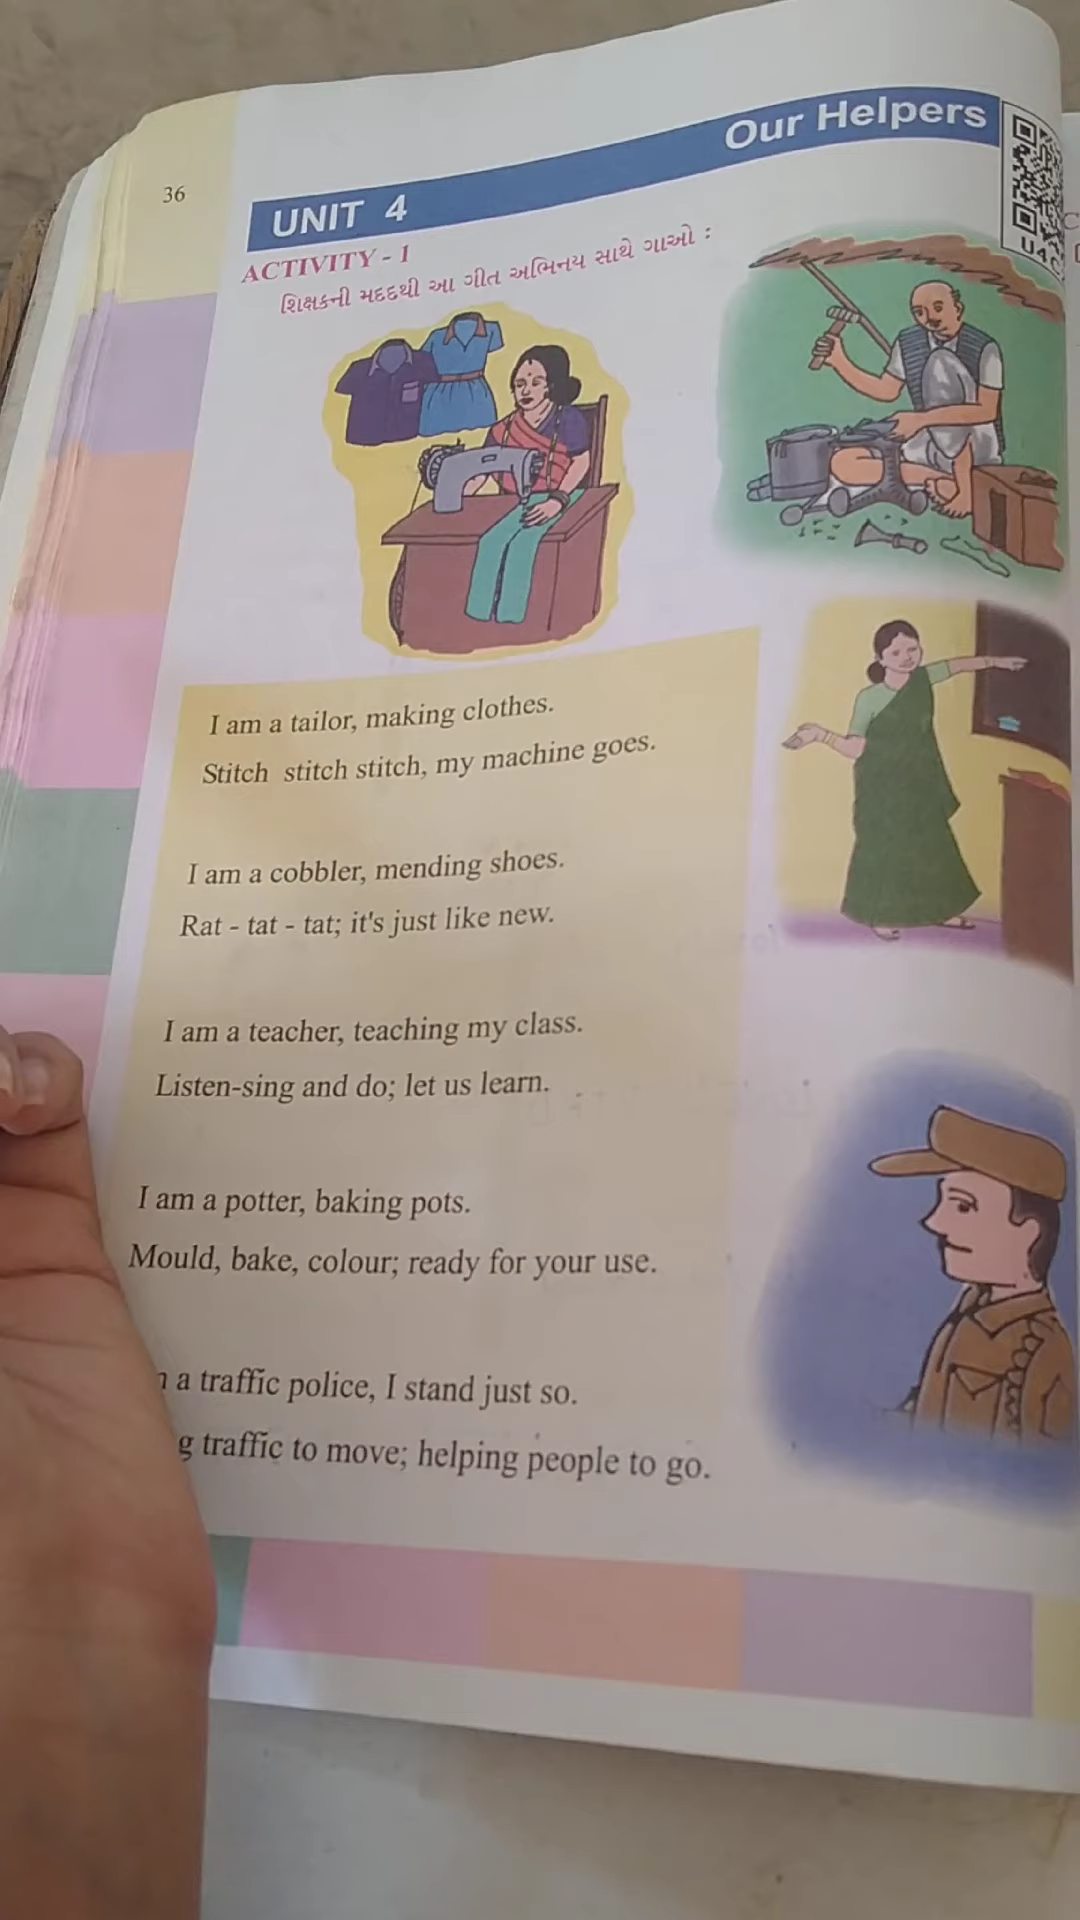 36
Our Helpers
UNIT 4
ACTIVITY - 1
શિક્ષકની મદદથી આ ગીત અભિનય સાથે ગાઓ :
I am a tailor, making clothes.
Stitch stitch stitch, my machine goes.
I am a cobbler, mending shoes.
Rat - tat - tat; it's just like new.
I am a teacher, teaching my class.
Listen-sing and do; let us learn.
I am a potter, baking pots.
Mould, bake, colour; ready for your use.
a traffic police, I stand just so.
traffic to move; helping people to go.